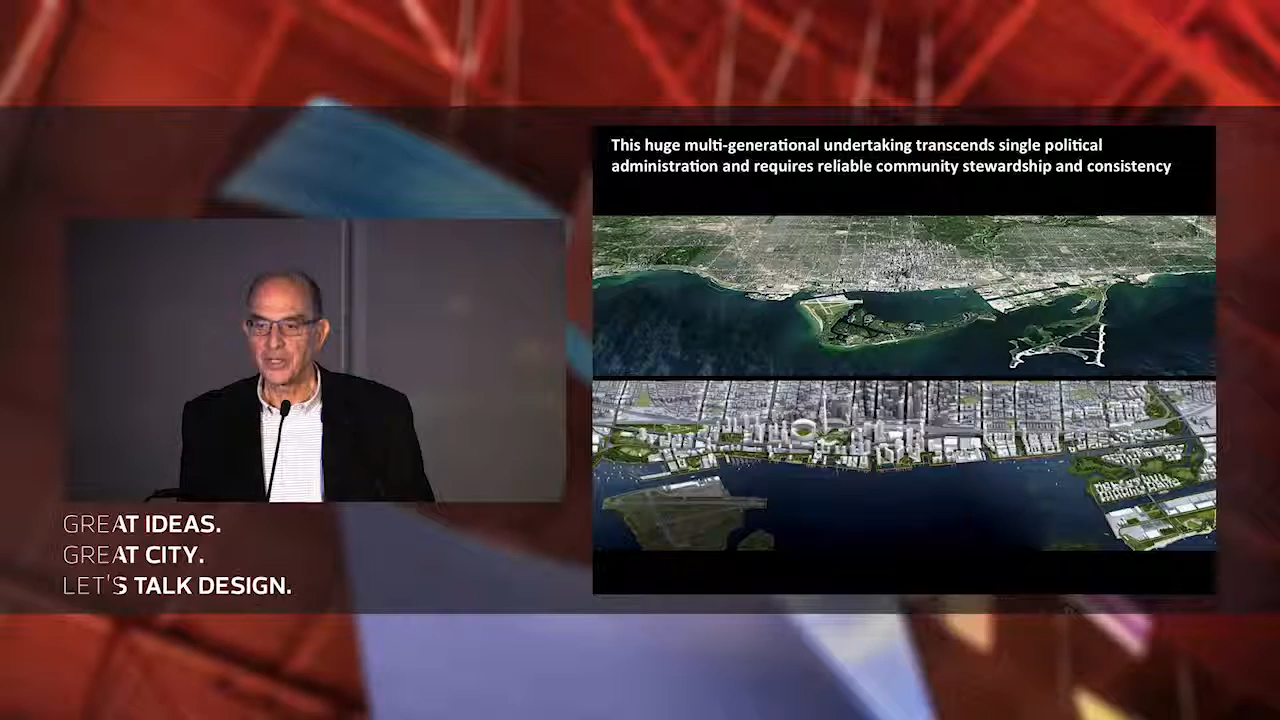 This huge multi-generational undertaking transcends single political
administration and requires reliable community stewardship and consistency
GREAT IDEAS.
GREAT CITY.
LET'S TALK DESIGN.